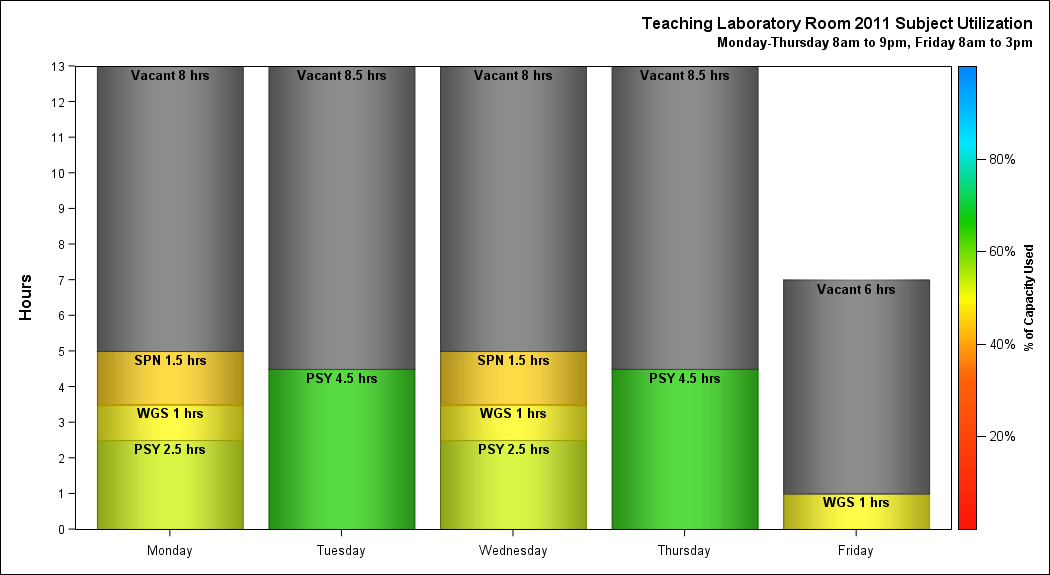 Teaching Laboratory Room 2011 Subject Utilization
Monday-Thursday 8am to 9pm, Friday 8am to 3pm
Hours
13
12
11
10
9
8
7
6
5
4
3
2
1
0
Vacant 8 hrs
SPN 1.5 hrs
WGS 1 hrs
PSY 2.5 hrs
Vacant 8.5 hrs
PSY 4.5 hrs
Vacant 8 hrs
SPN 1.5 hrs
WGS 1 hrs
PSY 2.5 hrs
Vacant 8.5 hrs
PSY 4.5 hrs
Vacant 6 hrs
WGS 1 hrs
Monday
Tuesday
Wednesday
Thursday
Friday
80%
60%
40%
20%
% of Capacity Used